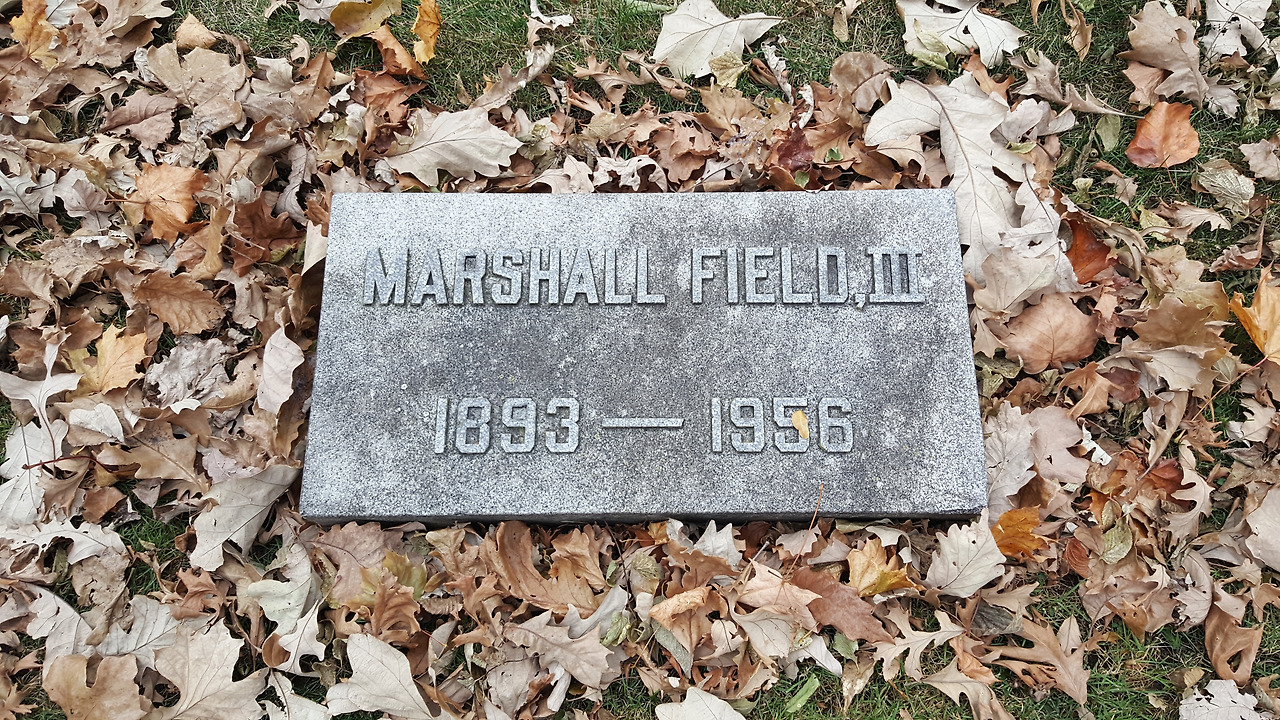 MARSHALL FIELD, III
1893 — 1956